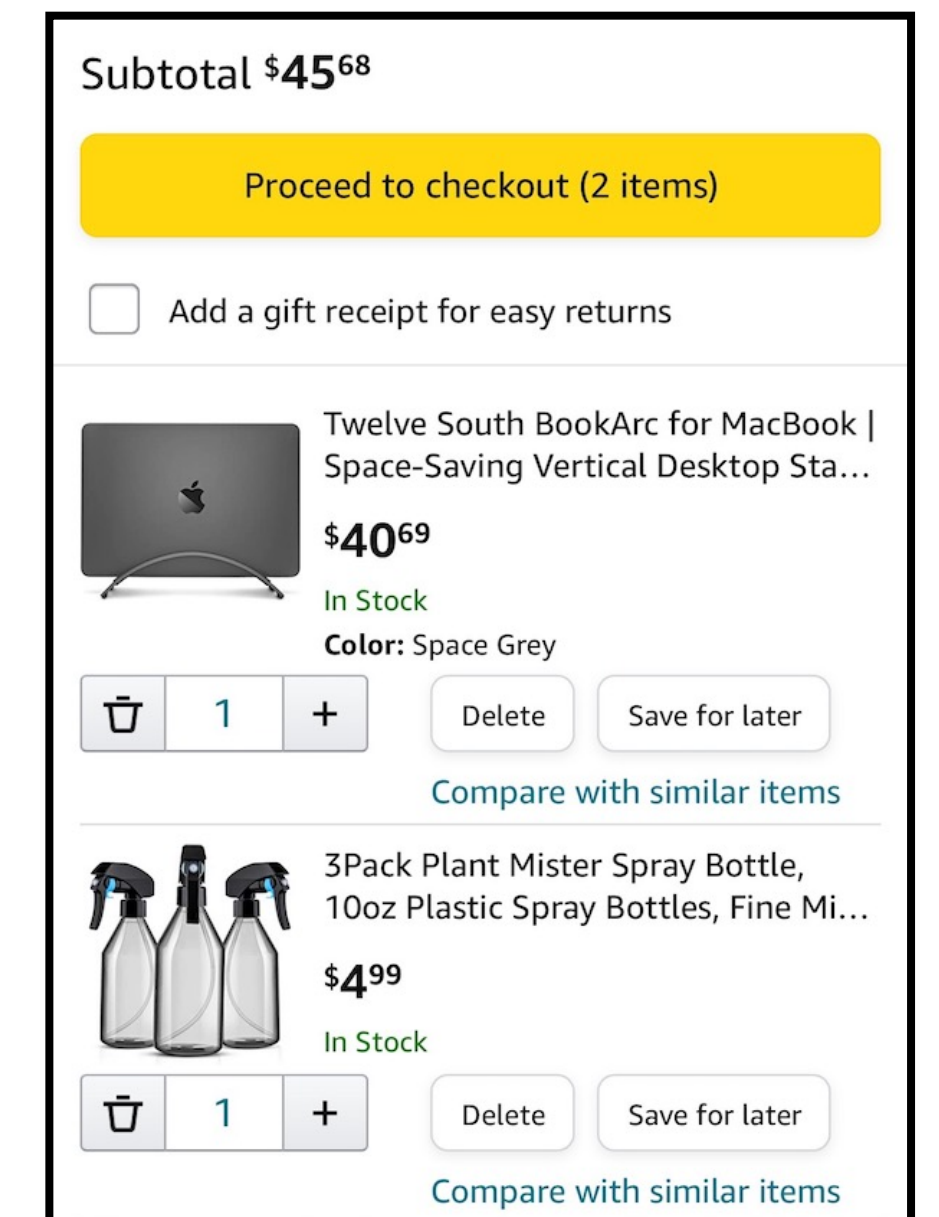 Subtotal $4568
Proceed to checkout (2 items)
Add a gift receipt for easy returns
Twelve South BookArc for MacBook |
Space-Saving Vertical Desktop Sta...
$4069
In Stock
Color: Space Grey
1 +
Delete
Save for later
Compare with similar items
3Pack Plant Mister Spray Bottle,
10oz Plastic Spray Bottles, Fine Mi...
$499
In Stock
1 +
Delete
Save for later
Compare with similar items